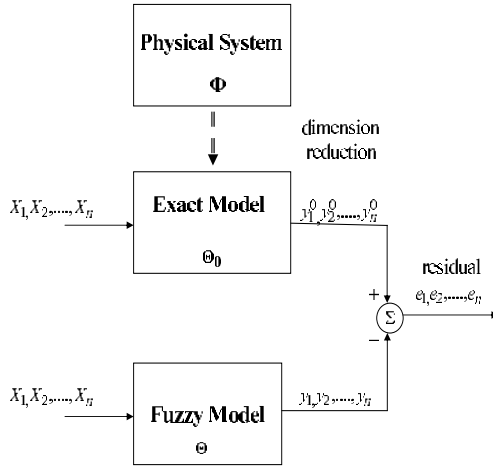 Physical System
Φ
dimension
reduction
X₁,X₂,....,Xₙ
Exact Model
Θ₀
y₁⁰,y₂⁰,....,yₙ⁰
residual
e₁,e₂,....,eₙ
+
Σ
−
X₁,X₂,....,Xₙ
Fuzzy Model
Θ
y₁,y₂,....,yₙ